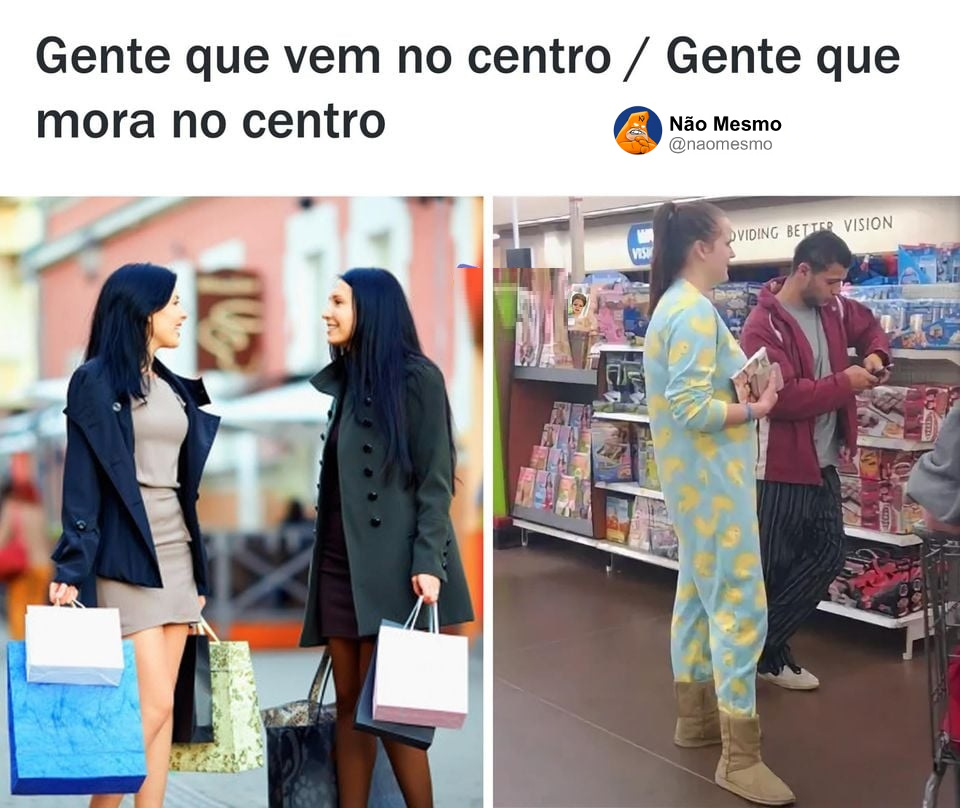 Gente que vem no centro / Gente que
mora no centro
Não Mesmo
@naomesmo
OVIDING BETTER VISION